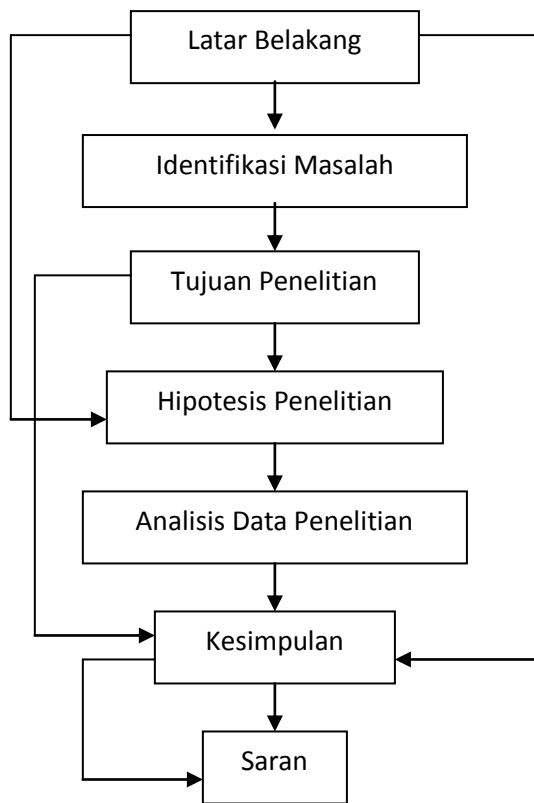 Latar Belakang
Identifikasi Masalah
Tujuan Penelitian
Hipotesis Penelitian
Analisis Data Penelitian
Kesimpulan
Saran